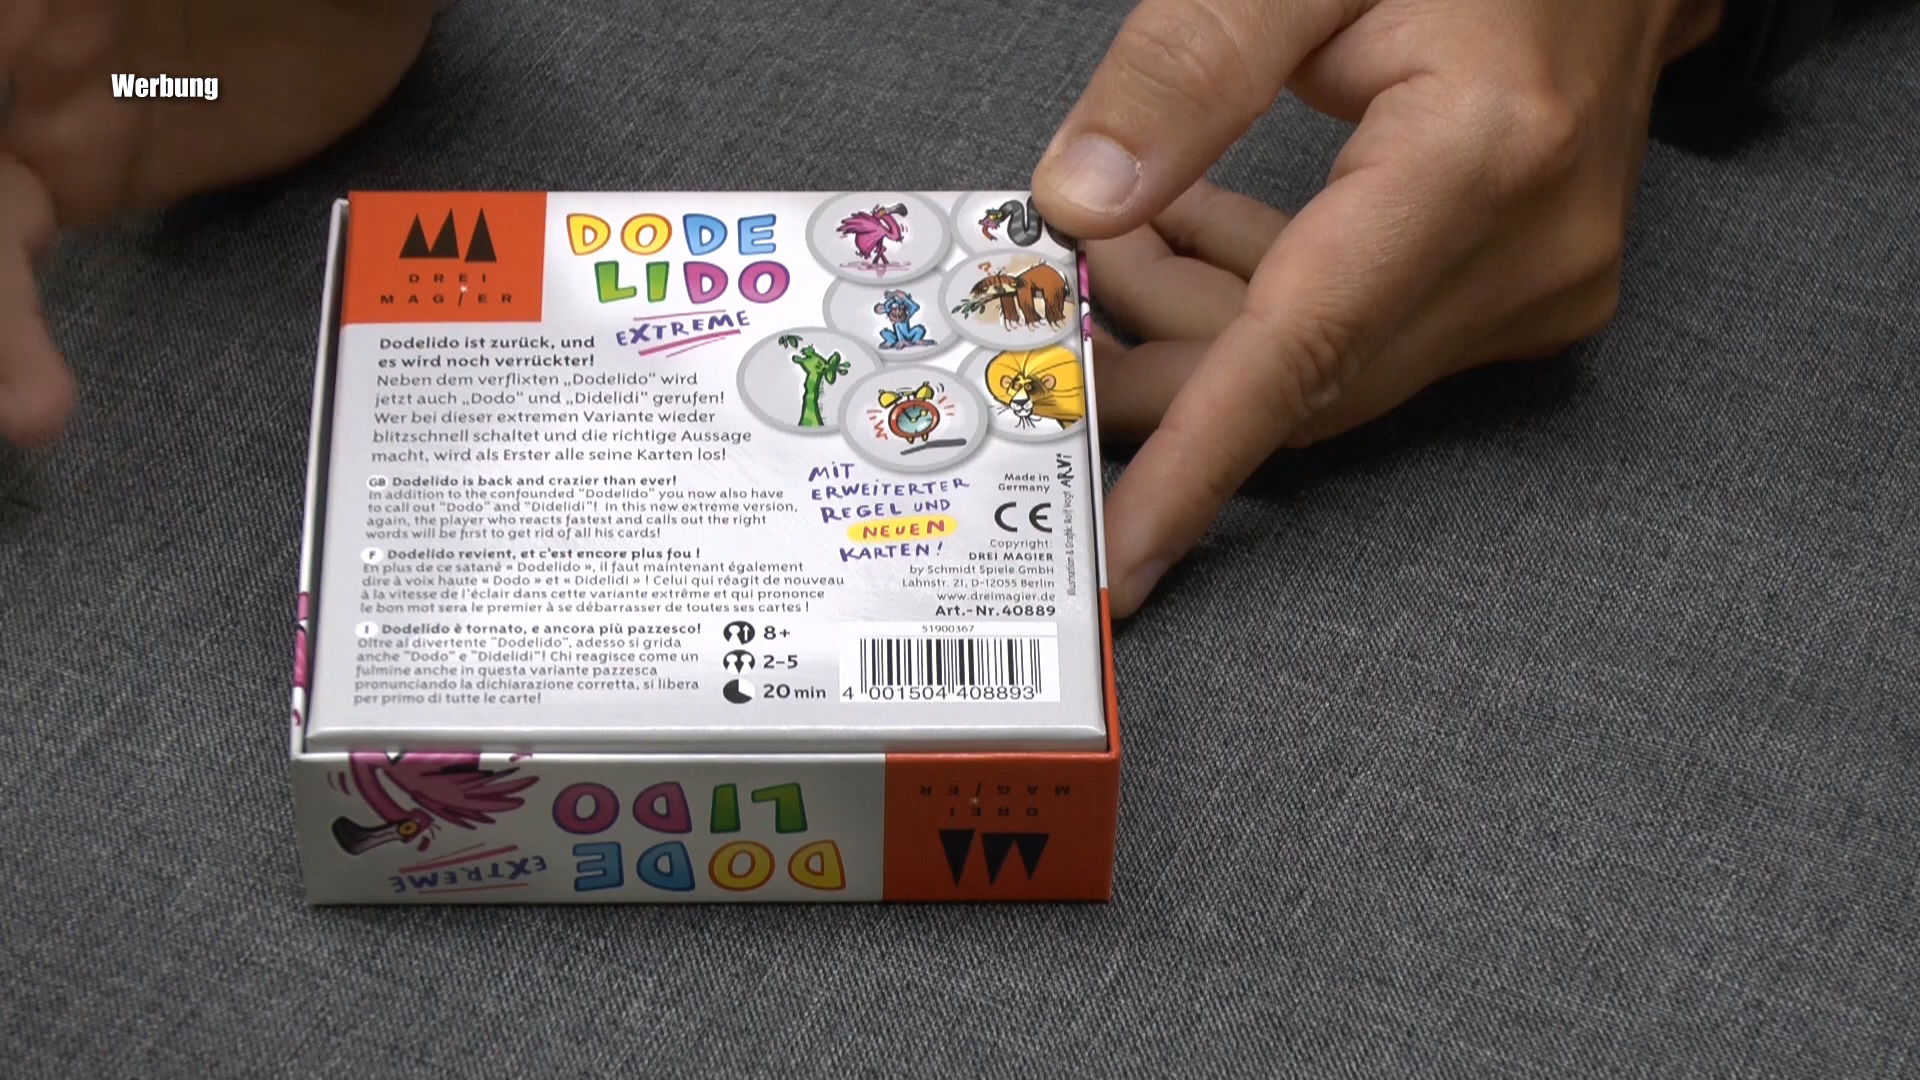 Werbung
DREI
MAGIER
DODE
LIDO
EXTREME
Dodelido ist zurück, und
es wird noch verrückter!
Neben dem verflixten „Dodelido“ wird
jetzt auch „Dodo“ und „Didelidi“ gerufen!
Wer bei dieser extremen Variante wieder
blitzschnell schaltet und die richtige Aussage
macht, wird als Erster alle seine Karten los!
GB Dodelido is back and crazier than ever!
In addition to the confounded "Dodelido" you now also have
to call out "Dodo" and "Didelidi"! In this new extreme version,
again, the player who reacts fastest and calls out the right
words will be first to get rid of all his cards!
F Dodelido revient, et c'est encore plus fou !
En plus de ce satané « Dodelido », il faut maintenant également
dire à voix haute « Dodo » et « Didelidi » ! Celui qui réagit de nouveau
à la vitesse de l'éclair dans cette variante extrême et qui prononce
le bon mot sera le premier à se débarrasser de toutes ses cartes !
I Dodelido è tornato, e ancora più pazzesco!
Oltre al divertente "Dodelido", adesso si grida
anche "Dodo" e "Didelidi"! Chi reagisce come un
fulmine anche in questa variante pazzesca
pronunciando la dichiarazione corretta, si libera
per primo di tutte le carte!
8+
2-5
20 min
MIT
ERWEITERTER
REGEL UND
NEUEN
KARTEN!
Made in
Germany
CE
Copyright:
DREI MAGIER
by Schmidt Spiele GmbH
Lahnstr. 21, D-12055 Berlin
www.dreimagier.de
Art.-Nr. 40889
Illustration & Grafik: Rolf Vogt ARVi
51900367
4 001504 408893
DODE
LIDO
EXTREME
DREI
MAGIER